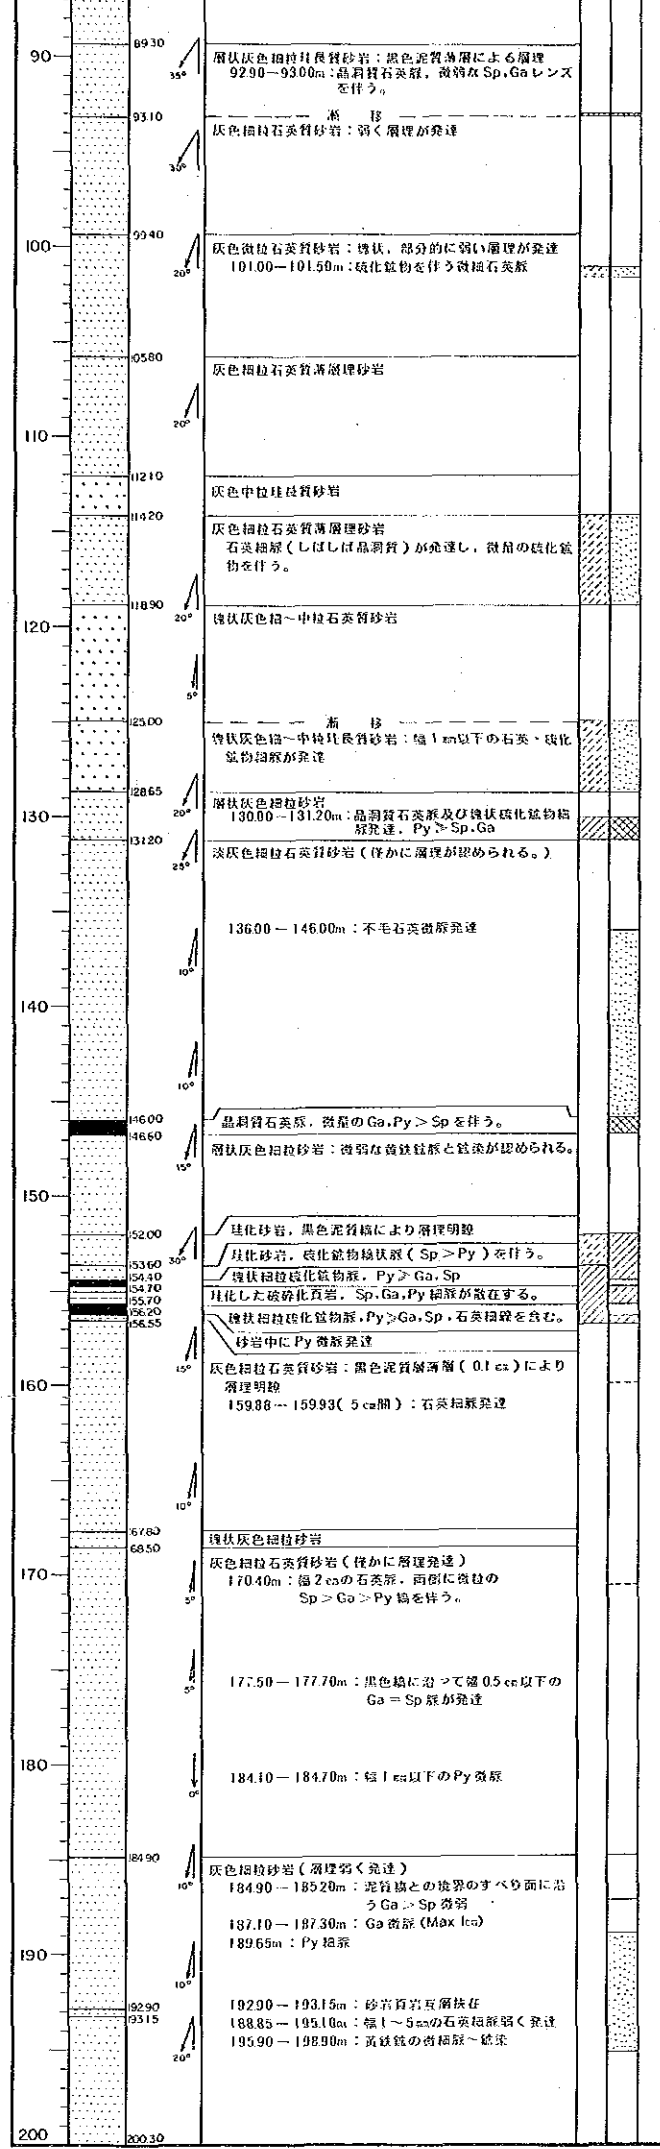 90
89.30
35°
層状灰色細粒珪長質砂岩：黒色泥質薄層による層理
92.90−93.00m：晶洞質石英脈，微弱なSp,Gaレンズ
を伴う。
93.10
漸 移
灰色細粒石英質砂岩：弱く層理が発達
30°
99.40
100
灰色微粒石英質砂岩：塊状，部分的に弱い層理が発達
101.00−101.50m：硫化鉱物を伴う微細石英脈
20°
105.80
灰色細粒石英質薄層理砂岩
20°
110
112.10
灰色中粒珪長質砂岩
114.20
灰色細粒石英質薄層理砂岩
石英細脈（しばしば晶洞質）が発達し，微量の硫化鉱
物を伴う。
118.90
20°
120
塊状灰色細〜中粒石英質砂岩
5°
125.00
漸 移
塊状灰色細〜中粒珪長質砂岩：幅1cm以下の石英・硫化
鉱物細脈が発達
128.65
20°
130
層状灰色細粒砂岩
130.00−131.20m：晶洞質石英脈及び塊状硫化鉱物細
脈発達，Py≫Sp,Ga
131.20
25°
淡灰色細粒石英質砂岩（僅かに層理が認められる。）
136.00−146.00m：不毛石英微脈発達
10°
140
10°
146.00
晶洞質石英脈，微量のGa,Py＞Spを伴う。
146.60
層状灰色細粒砂岩：微弱な黄鉄鉱脈と鉱染が認められる。
15°
150
152.00
珪化砂岩，黒色泥質縞により層理明瞭
30°
153.60
珪化砂岩，硫化鉱物縞状脈（Sp＞Py）を伴う。
154.40
塊状細粒硫化鉱物脈，Py≫Ga,Sp
154.70
珪化した破砕化頁岩，Sp,Ga,Py細脈が散在する。
155.70
156.20
塊状細粒硫化鉱物脈,Py≫Ga,Sp，石英細線を含む。
156.55
砂岩中にPy微脈発達
15°
160
灰色細粒石英質砂岩：黒色泥質層薄層（0.1cm）により
層理明瞭
159.88−159.93（5cm間）：石英細脈発達
10°
167.80
塊状灰色細粒砂岩
168.50
灰色細粒石英質砂岩（僅かに層理発達）
170
170.40m：幅2cmの石英脈，両側に微粒の
Sp＞Ga＞Py縞を伴う。
5°
177.50−177.70m：黒色縞に沿って幅0.5cm以下の
Ga＝Sp脈が発達
5°
180
184.10−184.70m：幅1cm以下のPy微脈
0°
184.90
灰色細粒砂岩（層理弱く発達）
10°
184.90−185.20m：泥質縞との境界のすべり面に沿
うGa＞Sp微弱
187.10−187.30m：Ga微脈（Max 1cm）
189.65m：Py細脈
190
10°
192.90
192.90−193.15m：砂岩頁岩互層挟在
193.15
188.85−195.10m：幅1〜5mmの石英細脈弱く発達
195.90−198.90m：黄鉄鉱の微細脈〜鉱染
20°
200
200.30